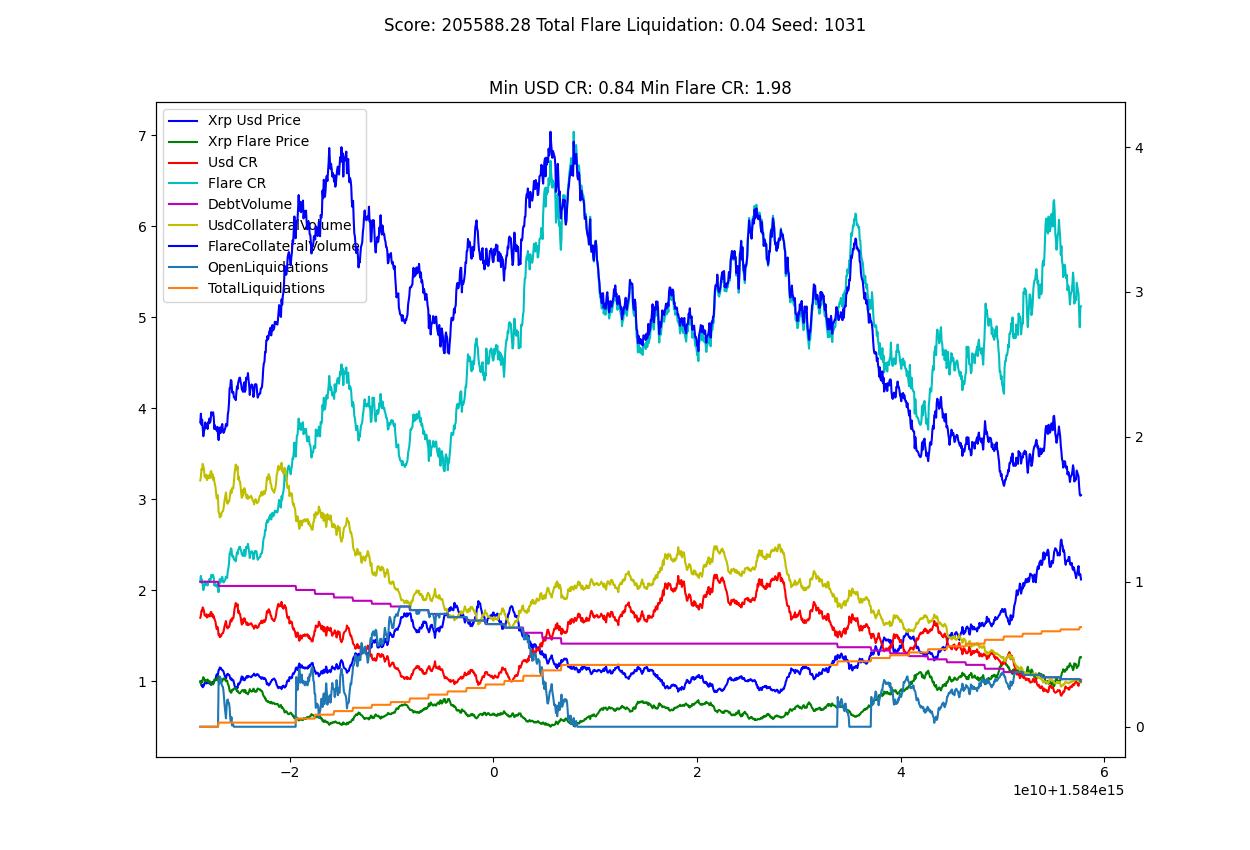 Score: 205588.28 Total Flare Liquidation: 0.04 Seed: 1031
Min USD CR: 0.84 Min Flare CR: 1.98
Xrp Usd Price
Xrp Flare Price
Usd CR
Flare CR
DebtVolume
UsdCollateralVolume
FlareCollateralVolume
OpenLiquidations
TotalLiquidations
7
6
5
4
3
2
1
4
3
2
1
0
−2
0
2
4
6
1e10+1.584e15